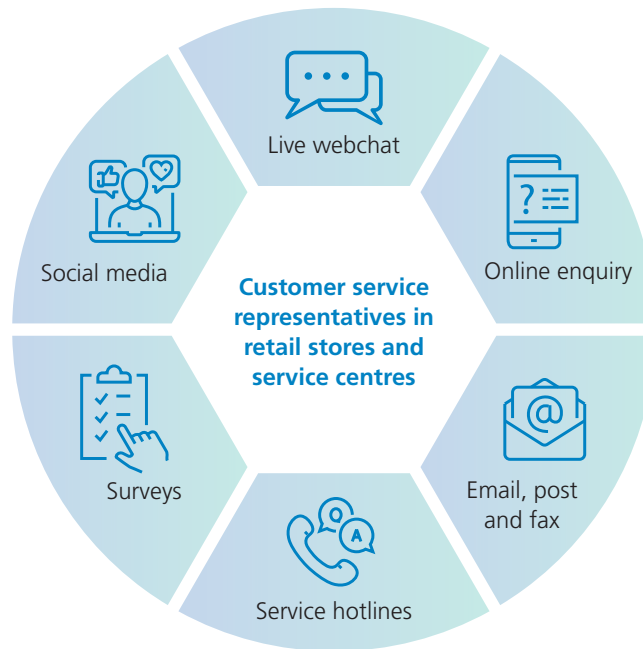 Live webchat
Social media
Online enquiry
?
Customer service
representatives in
retail stores and
service centres
Surveys
@
Email, post
and fax
Q
A
Service hotlines